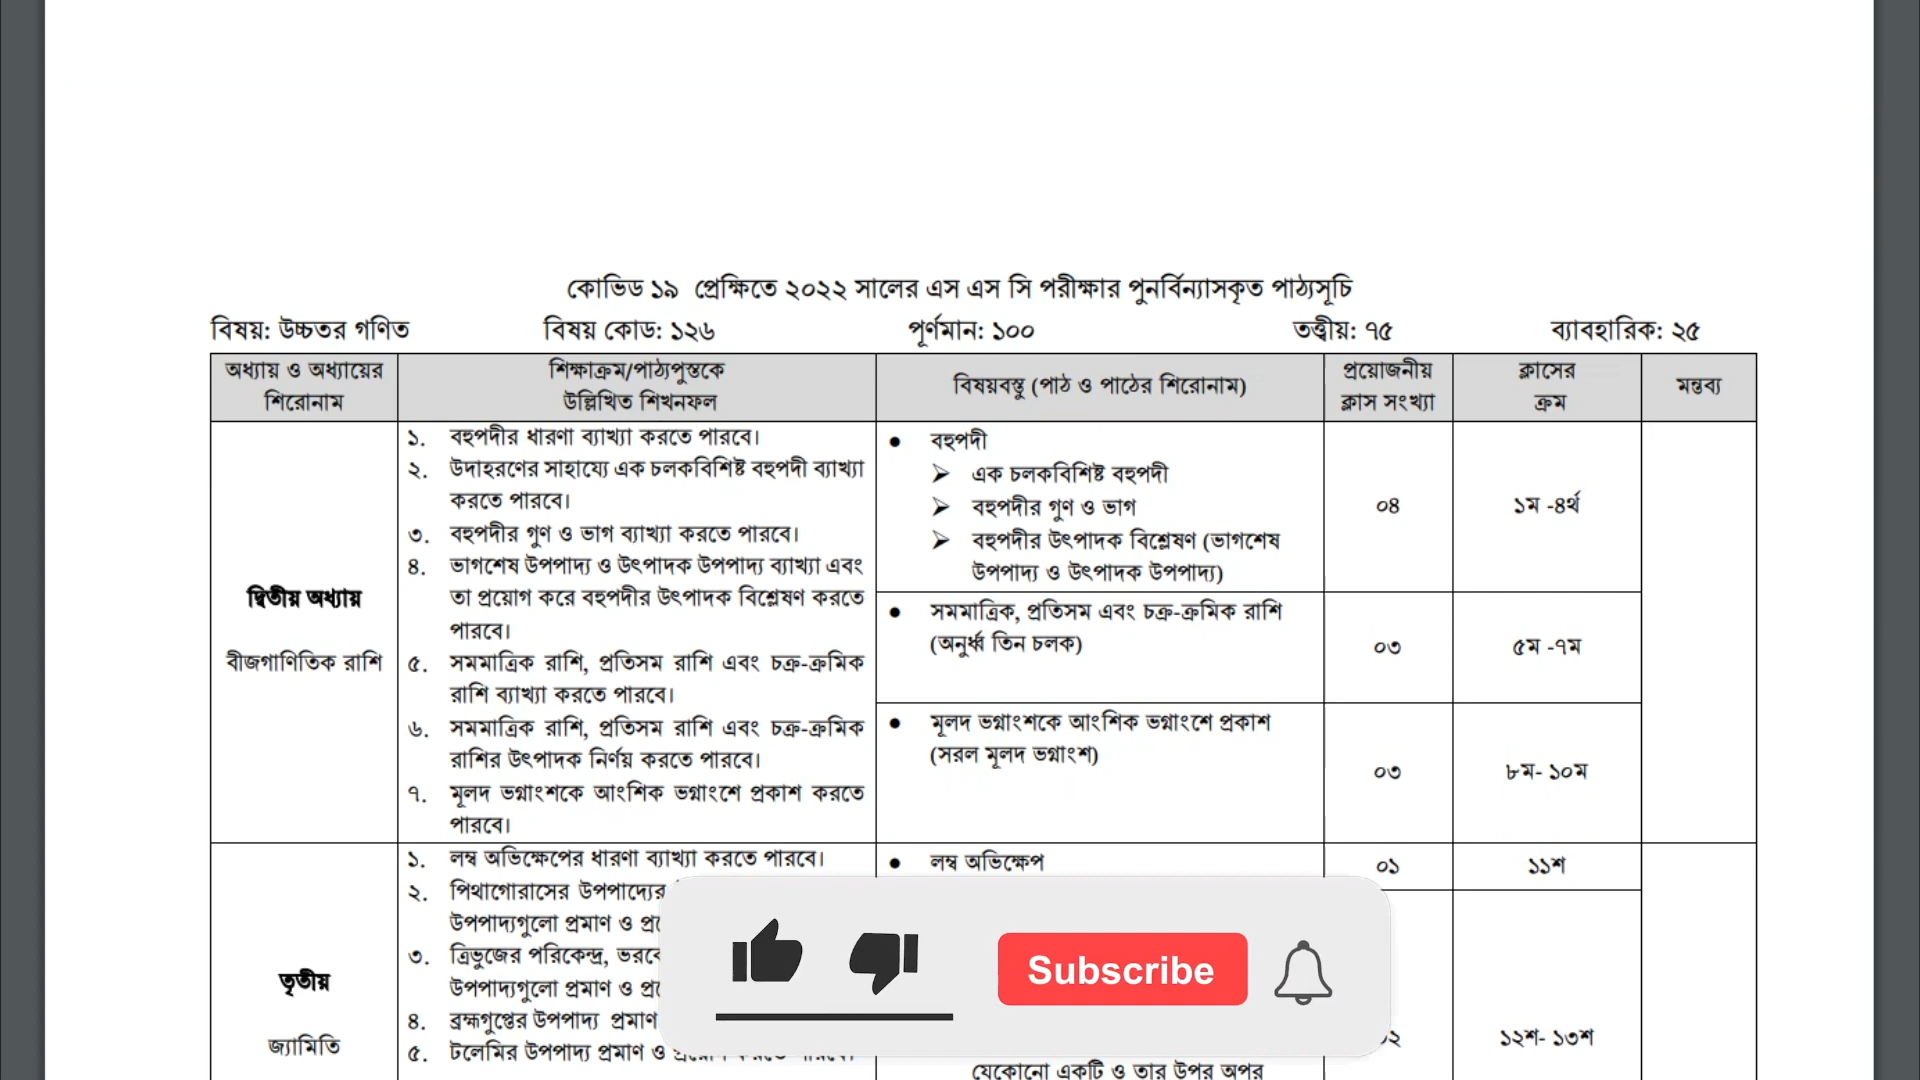 কোভিড ১৯ প্রেক্ষিতে ২০২২ সালের এস এস সি পরীক্ষার পুনর্বিন্যাসকৃত পাঠ্যসূচি
বিষয়: উচ্চতর গণিত বিষয় কোড: ১২৬ পূর্ণমান: ১০০ তত্ত্বীয়: ৭৫ ব্যাবহারিক: ২৫
অধ্যায় ও অধ্যায়ের
শিরোনাম
শিক্ষাক্রম/পাঠ্যপুস্তকে
উল্লিখিত শিখনফল
বিষয়বস্তু (পাঠ ও পাঠের শিরোনাম)
প্রয়োজনীয়
ক্লাস সংখ্যা
ক্লাসের
ক্রম
মন্তব্য
দ্বিতীয় অধ্যায়
বীজগাণিতিক রাশি
১. বহুপদীর ধারণা ব্যাখ্যা করতে পারবে।
২. উদাহরণের সাহায্যে এক চলকবিশিষ্ট বহুপদী ব্যাখ্যা
করতে পারবে।
৩. বহুপদীর গুণ ও ভাগ ব্যাখ্যা করতে পারবে।
৪. ভাগশেষ উপপাদ্য ও উৎপাদক উপপাদ্য ব্যাখ্যা এবং
তা প্রয়োগ করে বহুপদীর উৎপাদক বিশ্লেষণ করতে
পারবে।
৫. সমমাত্রিক রাশি, প্রতিসম রাশি এবং চক্র-ক্রমিক
রাশি ব্যাখ্যা করতে পারবে।
৬. সমমাত্রিক রাশি, প্রতিসম রাশি এবং চক্র-ক্রমিক
রাশির উৎপাদক নির্ণয় করতে পারবে।
৭. মূলদ ভগ্নাংশকে আংশিক ভগ্নাংশে প্রকাশ করতে
পারবে।
● বহুপদী
➢ এক চলকবিশিষ্ট বহুপদী
➢ বহুপদীর গুণ ও ভাগ
➢ বহুপদীর উৎপাদক বিশ্লেষণ (ভাগশেষ
উপপাদ্য ও উৎপাদক উপপাদ্য)
০৪
১ম -৪র্থ
● সমমাত্রিক, প্রতিসম এবং চক্র-ক্রমিক রাশি
(অনুর্ধ্ব তিন চলক)
০৩
৫ম -৭ম
● মূলদ ভগ্নাংশকে আংশিক ভগ্নাংশে প্রকাশ
(সরল মূলদ ভগ্নাংশ)
০৩
৮ম- ১০ম
তৃতীয়
জ্যামিতি
১. লম্ব অভিক্ষেপের ধারণা ব্যাখ্যা করতে পারবে।
২. পিথাগোরাসের উপপাদ্যের
উপপাদ্যগুলো প্রমাণ ও
৩. ত্রিভুজের পরিকেন্দ্র,
উপপাদ্যগুলো প্রমাণ ও
৪. ব্রহ্মগুপ্তের উপপাদ্য প্রমাণ
৫. টলেমির উপপাদ্য প্রমাণ ও
● লম্ব অভিক্ষেপ
০১
১১শ
১২শ- ১৩শ
যেকোনো একটি ও তার উপর অপর
Subscribe